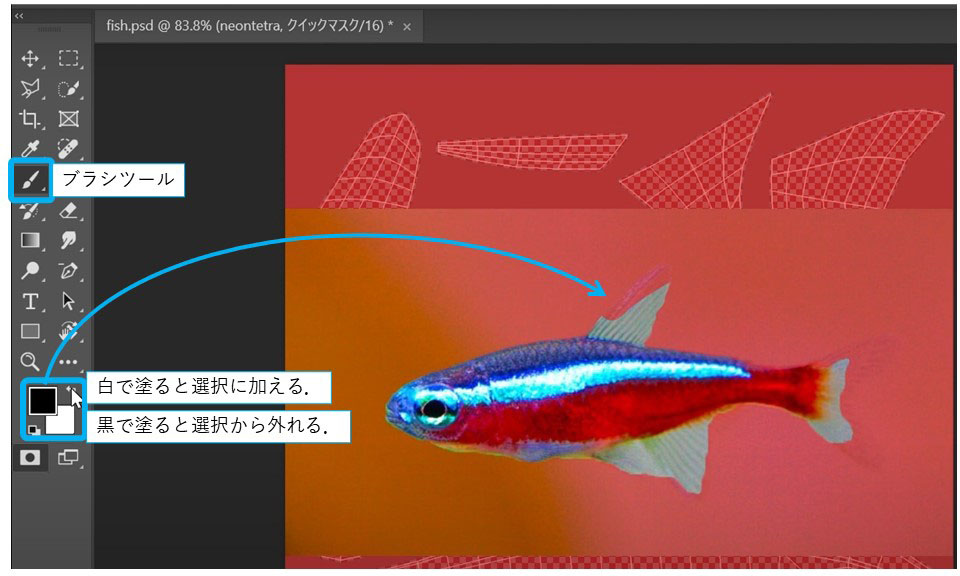 fish.psd @ 83.8% (neontetra, クイックマスク/16) * ×
ブラシツール
白で塗ると選択に加える.
黒で塗ると選択から外れる.